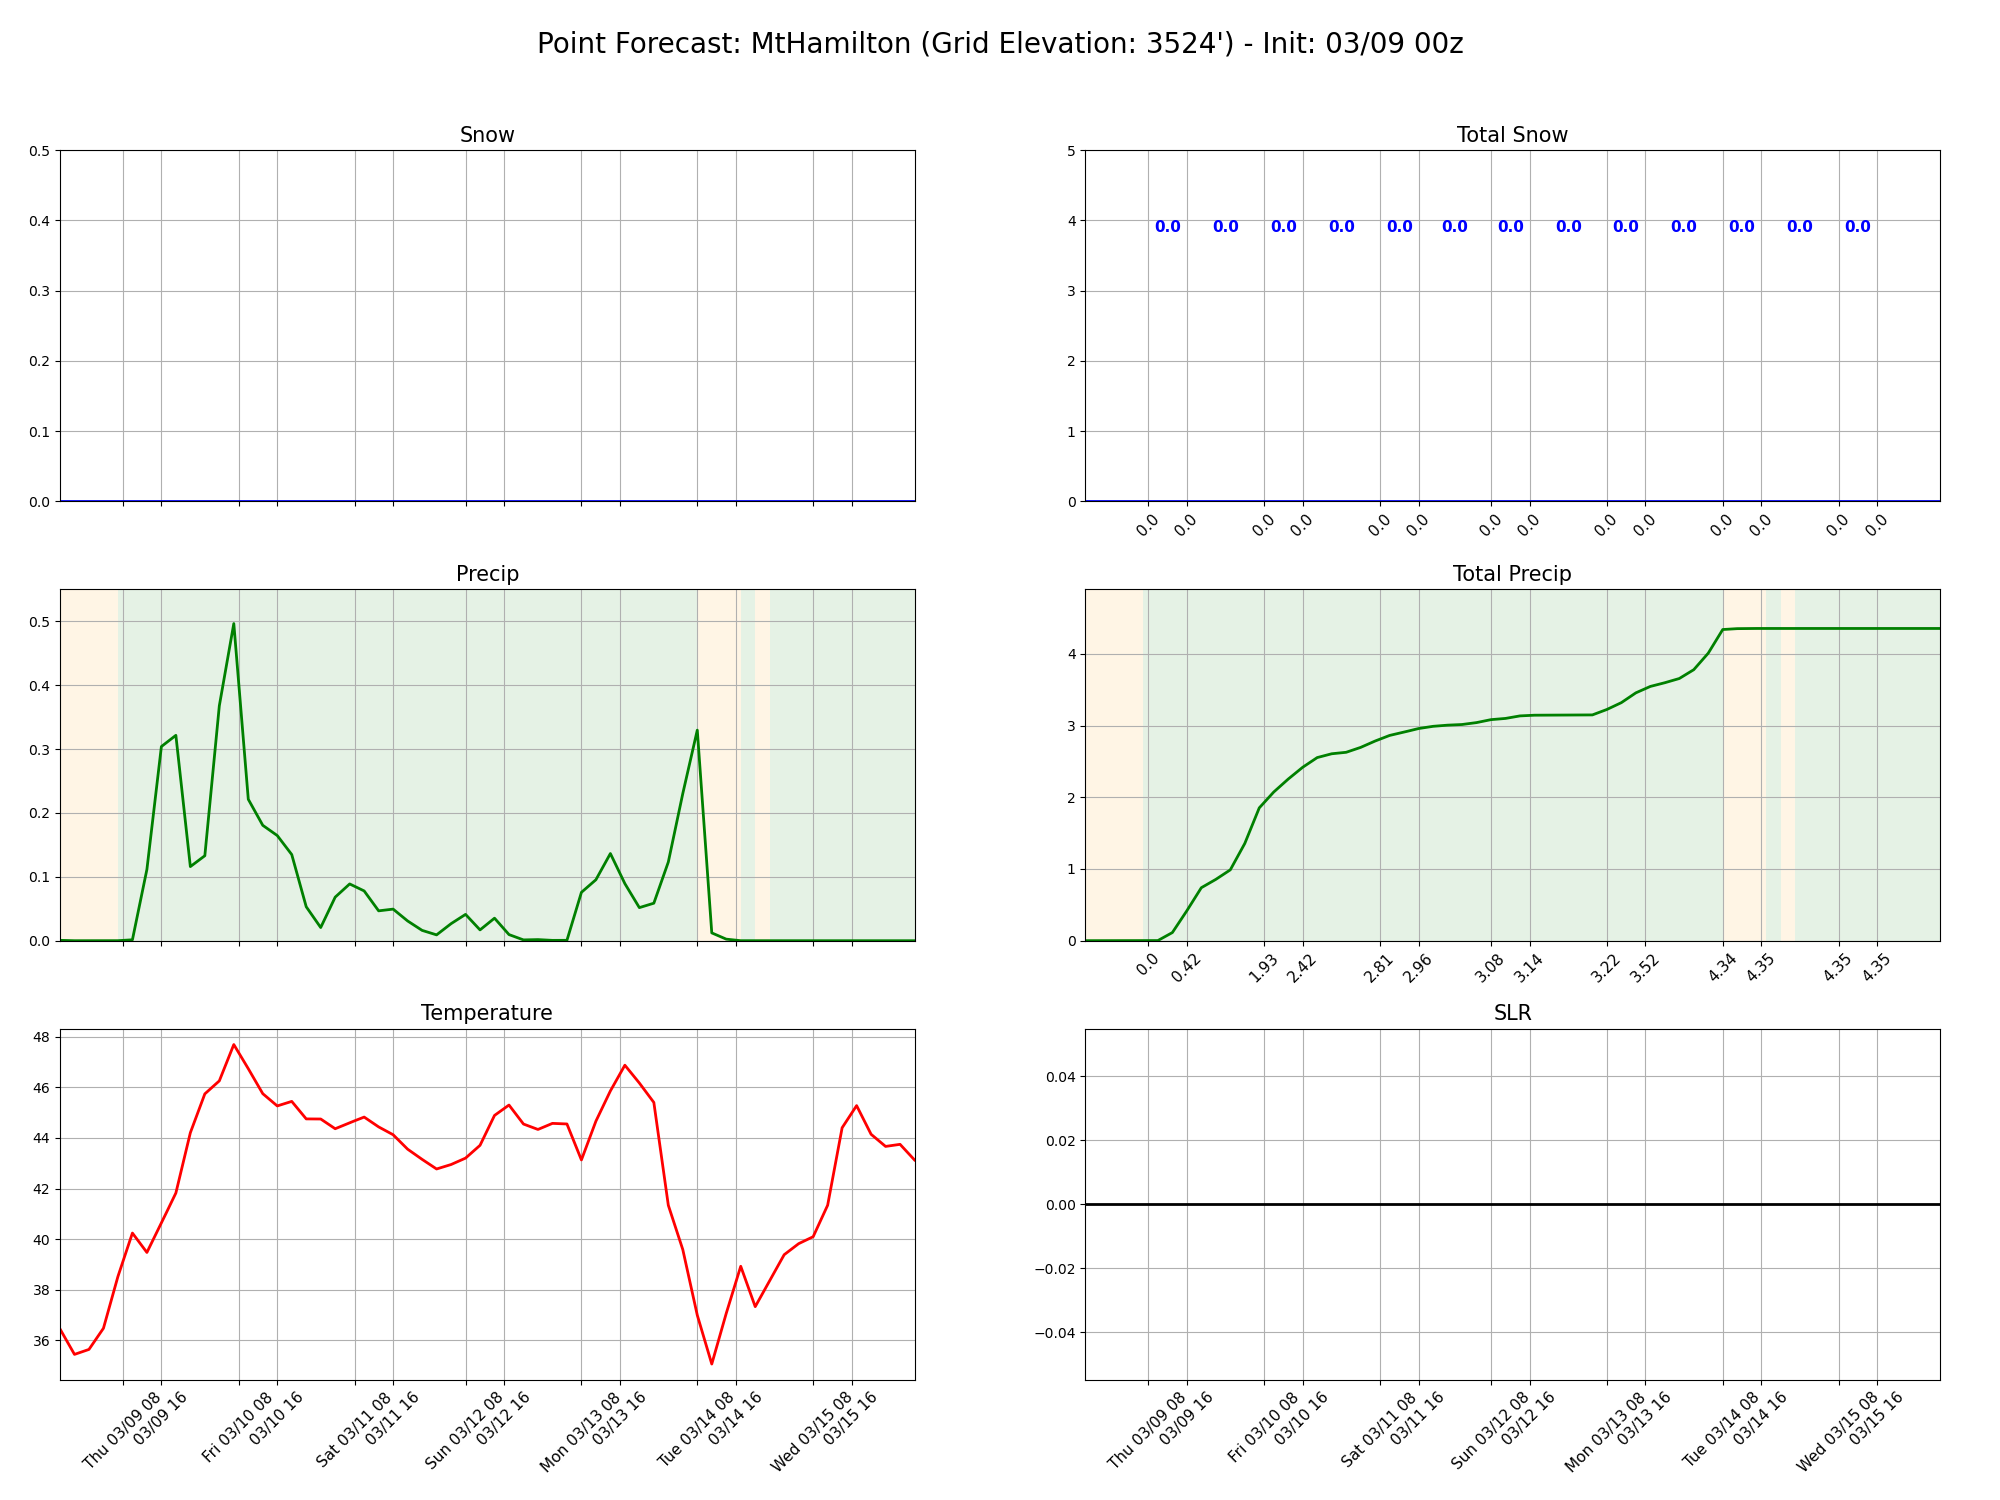 Point Forecast: MtHamilton (Grid Elevation: 3524') - Init: 03/09 00z
Snow
0.5
0.4
0.3
0.2
0.1
0.0
Total Snow
5
4
3
2
1
0
0.0 0.0 0.0 0.0 0.0 0.0 0.0 0.0 0.0 0.0 0.0 0.0 0.0
0.0 0.0 0.0 0.0 0.0 0.0 0.0 0.0 0.0 0.0 0.0 0.0 0.0 0.0
Precip
0.5
0.4
0.3
0.2
0.1
0.0
Total Precip
4
3
2
1
0
0.0 0.42 1.93 2.42 2.81 2.96 3.08 3.14 3.22 3.52 4.34 4.35 4.35 4.35
Temperature
48
46
44
42
40
38
36
Thu 03/09 08
03/09 16
Fri 03/10 08
03/10 16
Sat 03/11 08
03/11 16
Sun 03/12 08
03/12 16
Mon 03/13 08
03/13 16
Tue 03/14 08
03/14 16
Wed 03/15 08
03/15 16
SLR
0.04
0.02
0.00
−0.02
−0.04
Thu 03/09 08
03/09 16
Fri 03/10 08
03/10 16
Sat 03/11 08
03/11 16
Sun 03/12 08
03/12 16
Mon 03/13 08
03/13 16
Tue 03/14 08
03/14 16
Wed 03/15 08
03/15 16